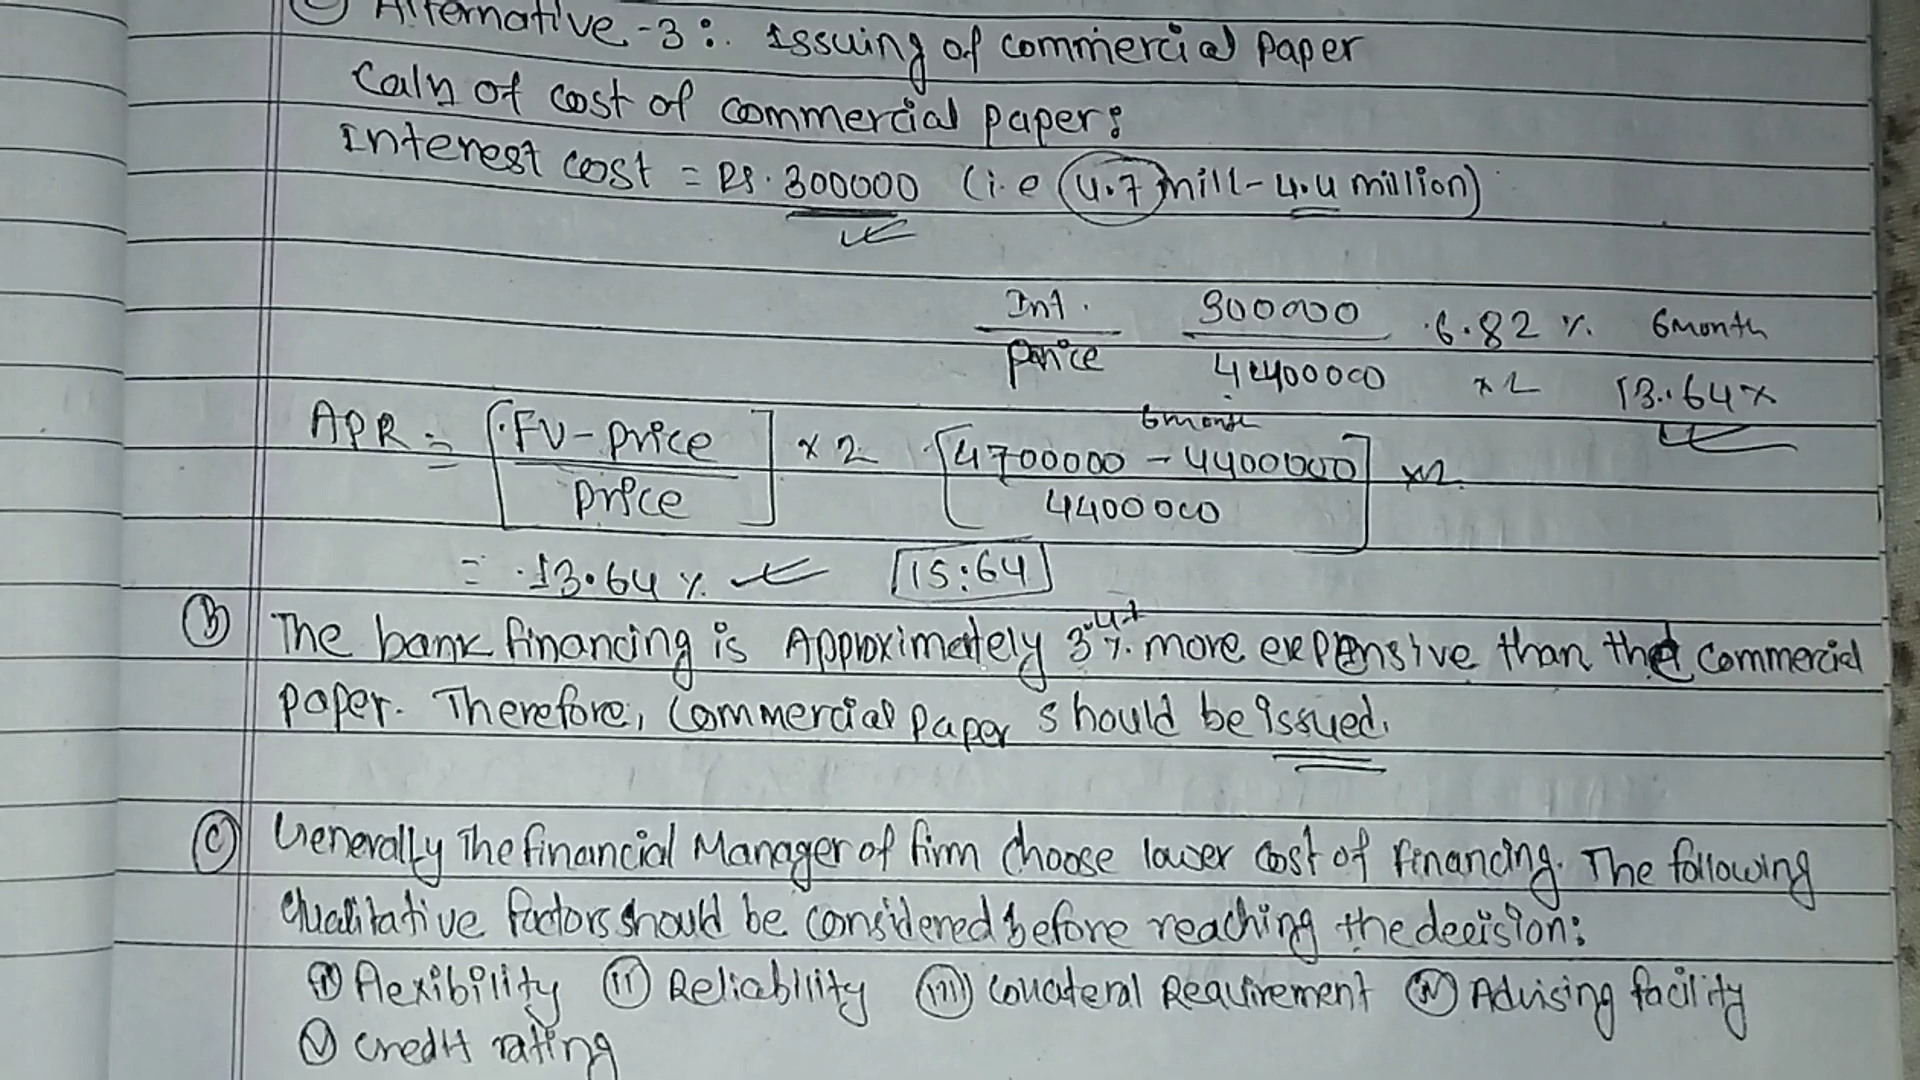 Alternative-3:. Issuing of commercial paper
Caln of cost of commercial paper:
Interest cost = Rs. 300000 (i.e 4.7 mill- 4.4 million)
Int. 300000 6.82 % 6month
price 4400000 x2 13.64%
6month
APR = [FV-price x2 [4700000 - 4400000] x2
price 4400000
= 13.64 % [15:64]
(b) The bank financing is Approximately 3% more expensive than the commercial
paper. Therefore, commercial paper should be issued.
(c) Generally The financial Manager of firm choose lower cost of financing. The following
qualitative factors should be considered before reaching the decision:
(i) flexibility (ii) Reliability (iii) Collateral Requirement (iv) Advising facility
(v) credit rating